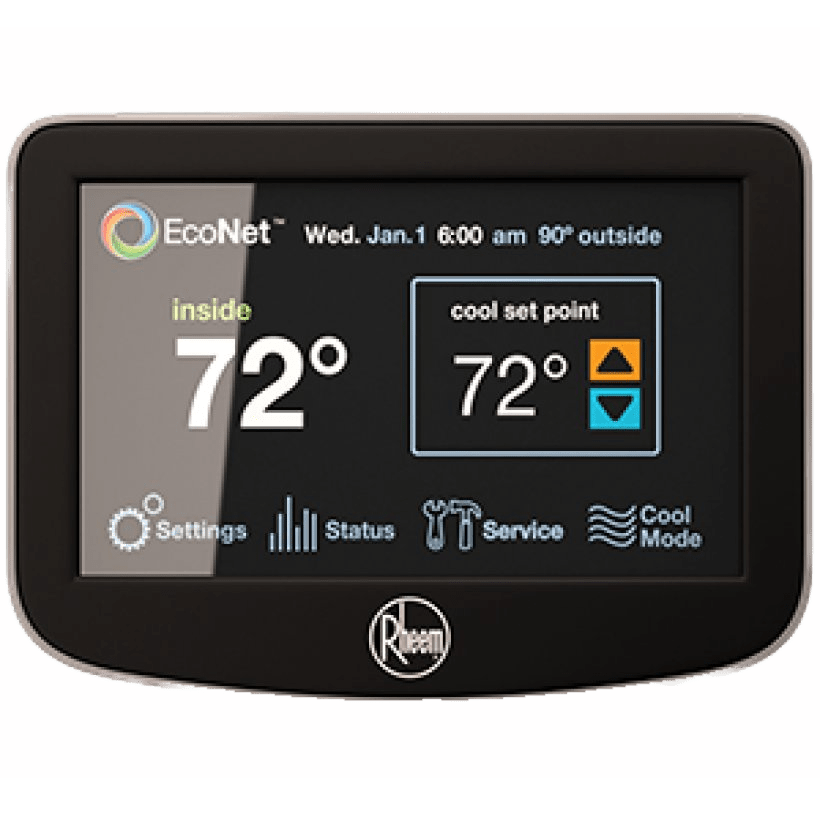 EcoNet™ Wed. Jan. 1 6:00 am 90° outside
inside
72°
cool set point
72°
Settings
Status
Service
Cool
Mode
Rheem